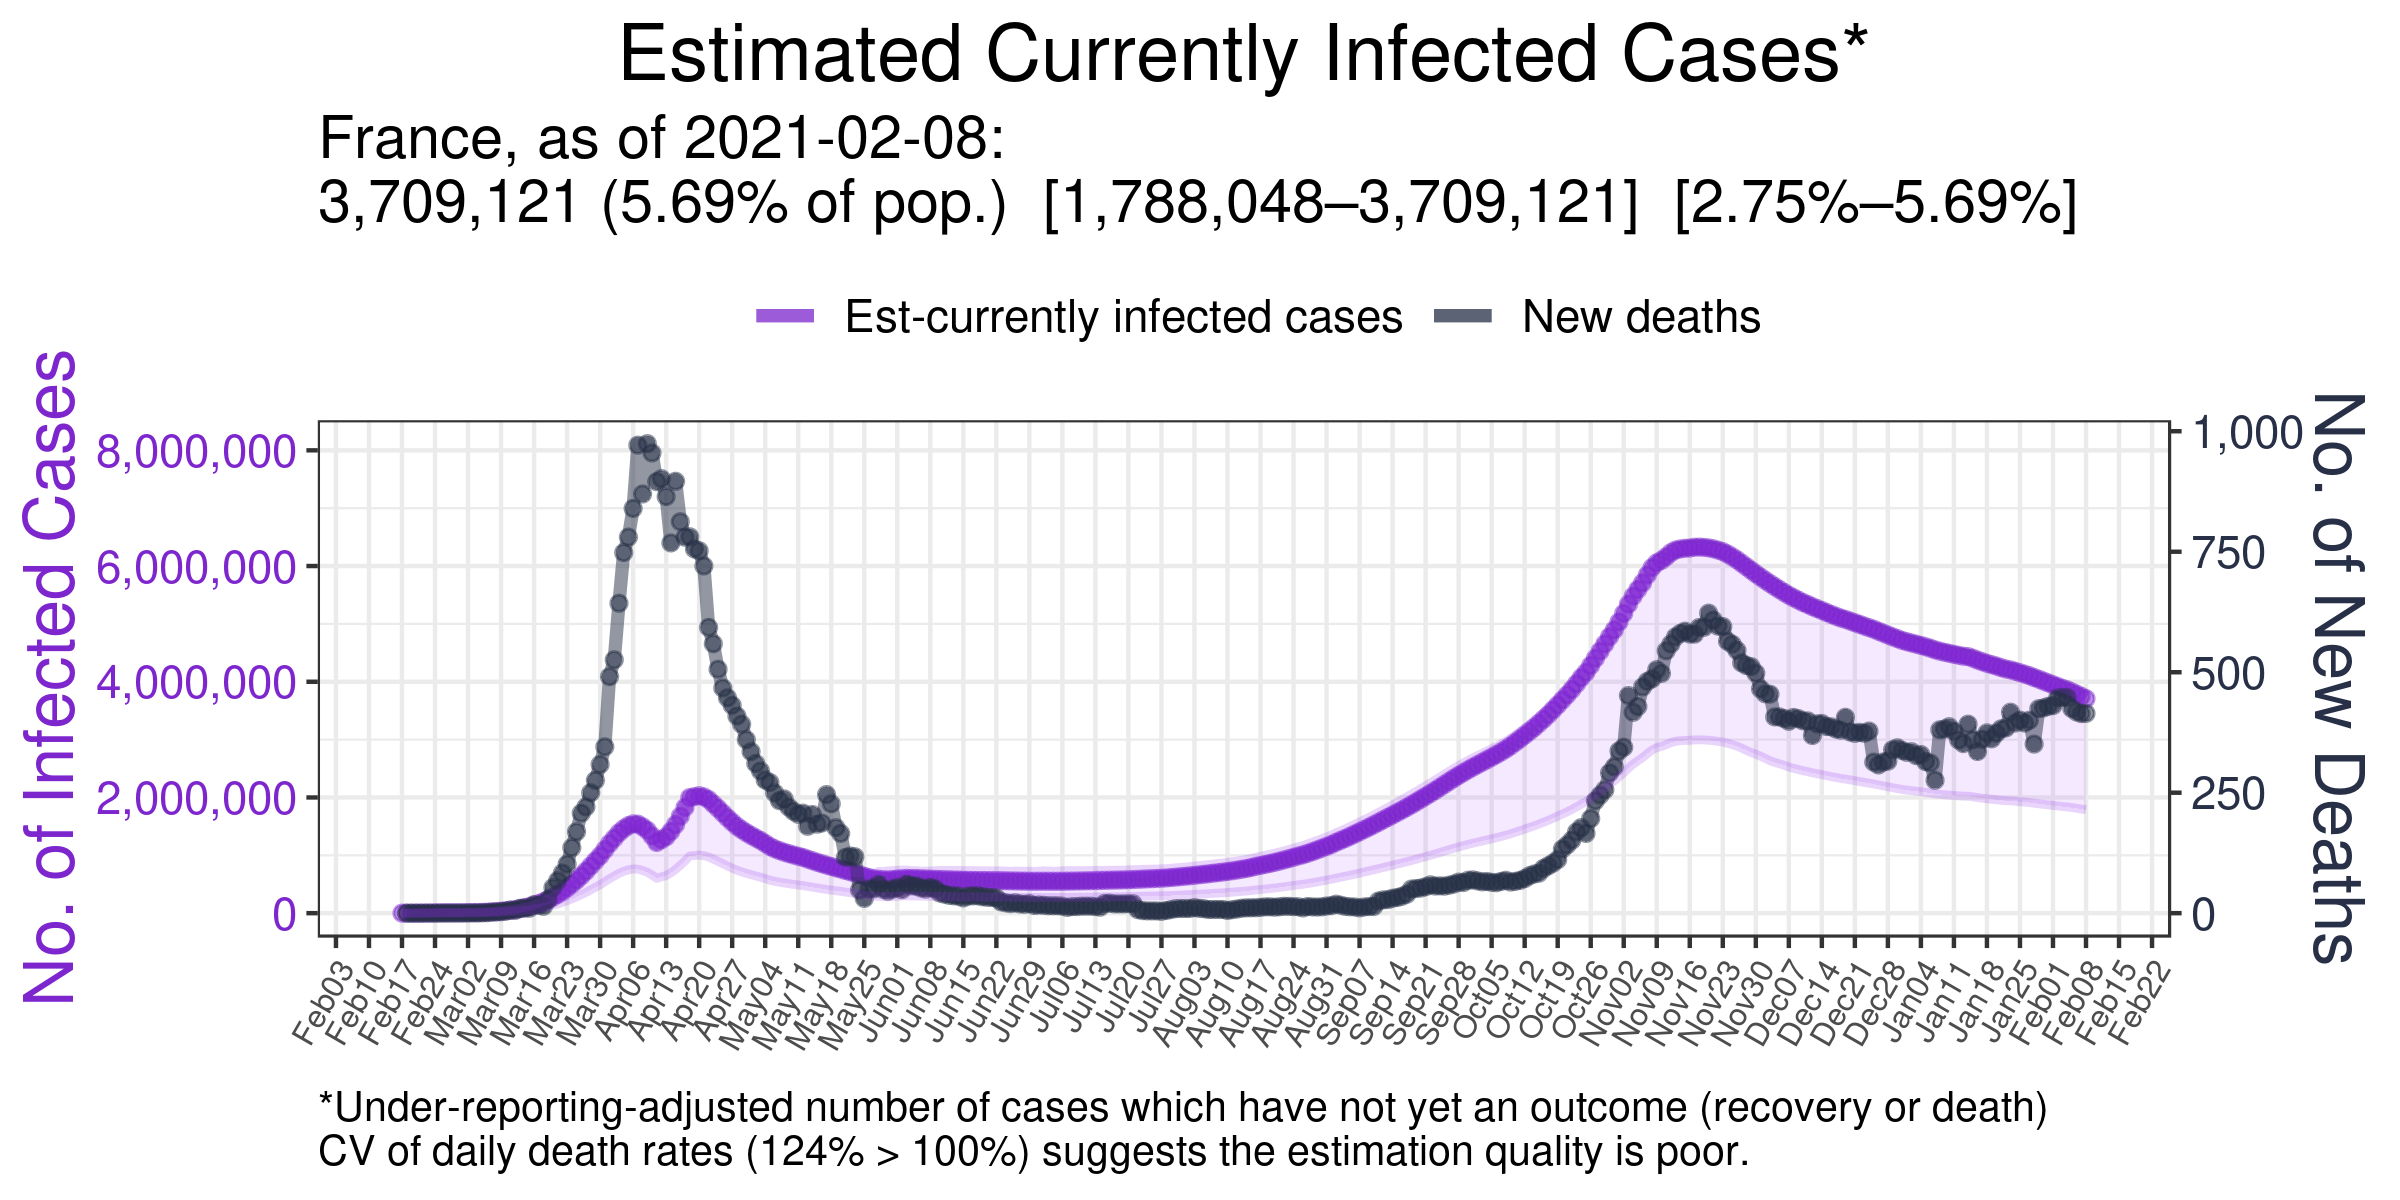 Estimated Currently Infected Cases*
France, as of 2021-02-08:
3,709,121 (5.69% of pop.) [1,788,048–3,709,121] [2.75%–5.69%]
Est-currently infected cases
New deaths
No. of Infected Cases
8,000,000
6,000,000
4,000,000
2,000,000
0
1,000
750
500
250
0
No. of New Deaths
Feb03
Feb10
Feb17
Feb24
Mar02
Mar09
Mar16
Mar23
Mar30
Apr06
Apr13
Apr20
Apr27
May04
May11
May18
May25
Jun01
Jun08
Jun15
Jun22
Jun29
Jul06
Jul13
Jul20
Jul27
Aug03
Aug10
Aug17
Aug24
Aug31
Sep07
Sep14
Sep21
Sep28
Oct05
Oct12
Oct19
Oct26
Nov02
Nov09
Nov16
Nov23
Nov30
Dec07
Dec14
Dec21
Dec28
Jan04
Jan11
Jan18
Jan25
Feb01
Feb08
Feb15
Feb22
*Under-reporting-adjusted number of cases which have not yet an outcome (recovery or death)
CV of daily death rates (124% > 100%) suggests the estimation quality is poor.